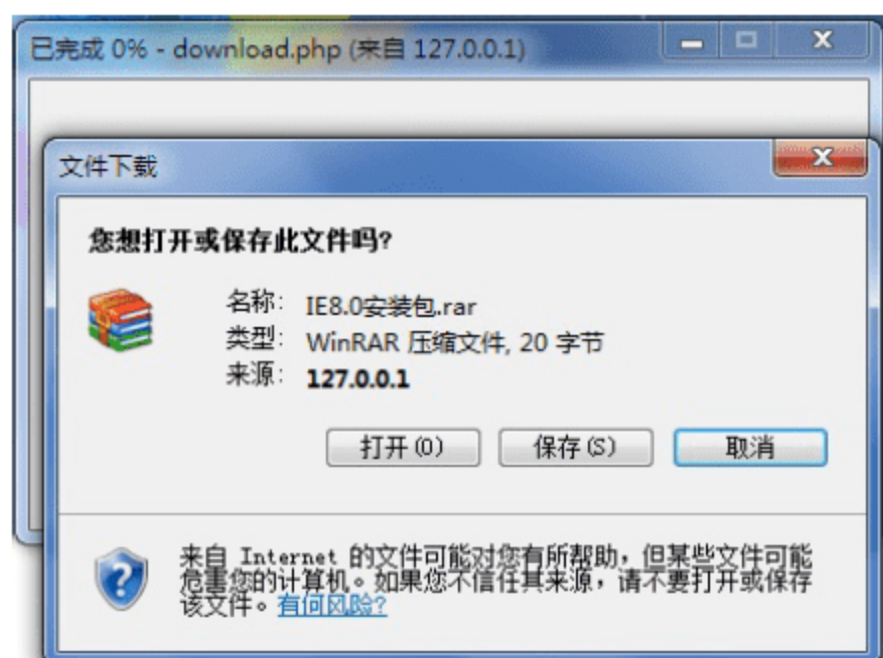 已完成 0% - download.php (来自 127.0.0.1)
文件下载
您想打开或保存此文件吗?
名称: IE8.0安装包.rar
类型: WinRAR 压缩文件, 20 字节
来源: 127.0.0.1
打开(O) 保存(S) 取消
来自 Internet 的文件可能对您有所帮助，但某些文件可能
危害您的计算机。如果您不信任其来源，请不要打开或保存
该文件。有何风险?